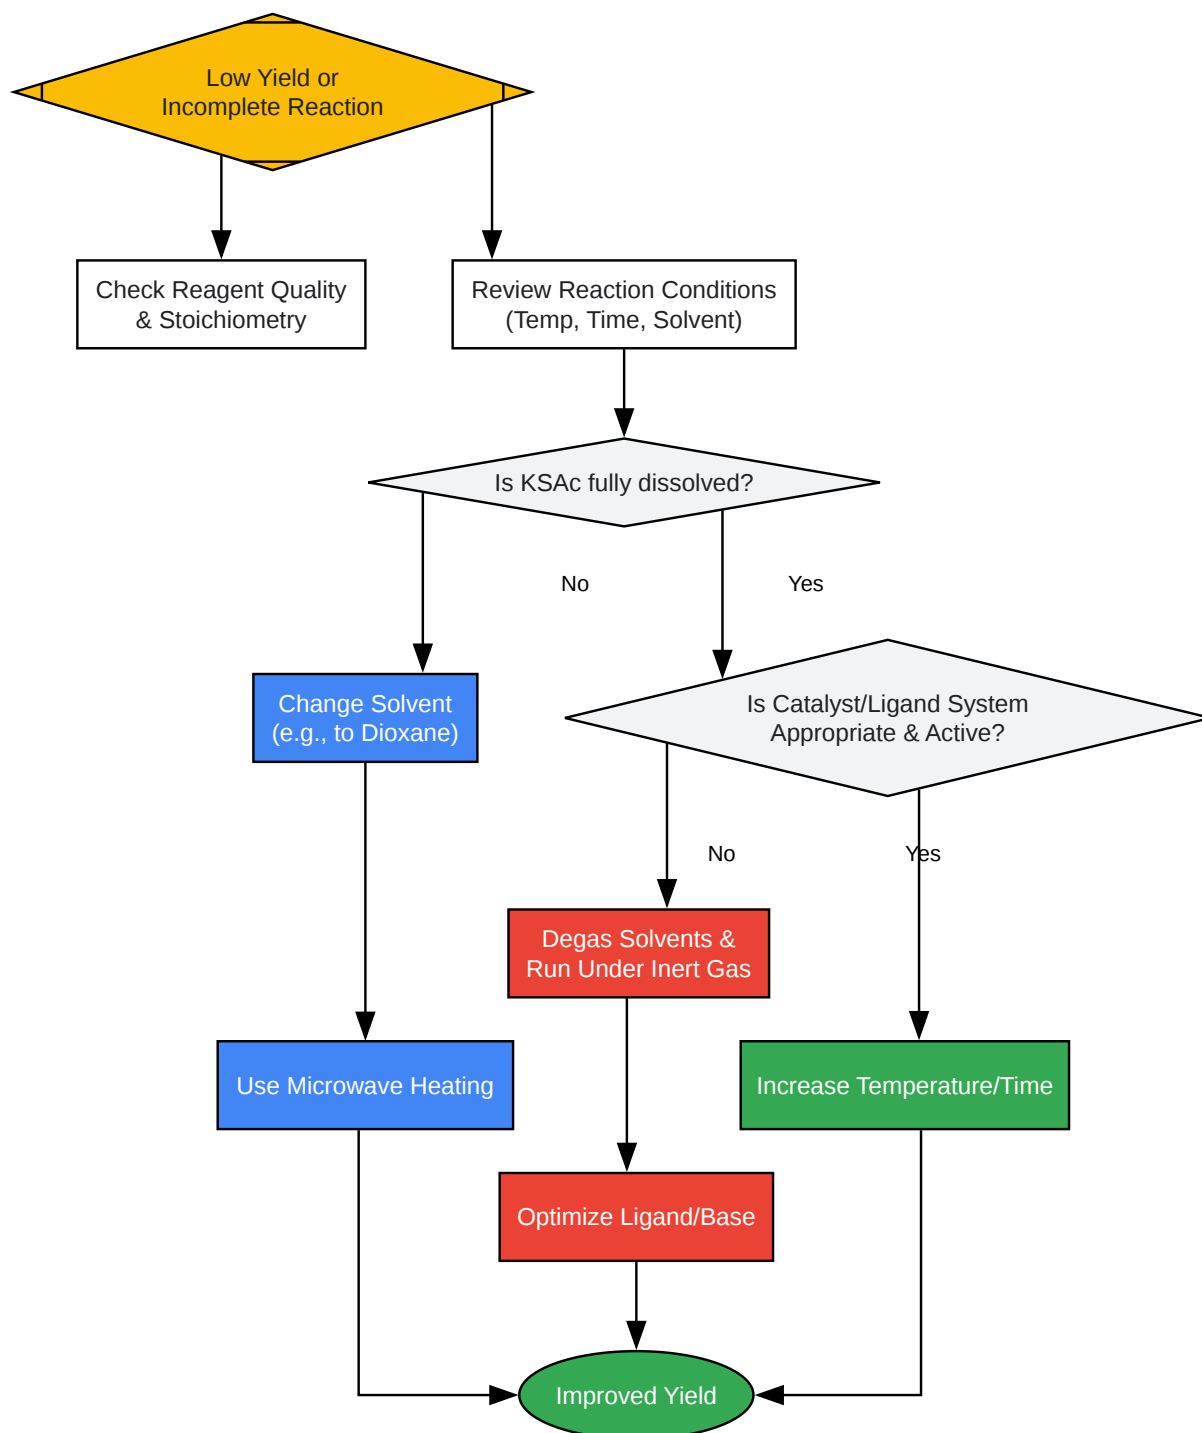 Low Yield or
Incomplete Reaction
Check Reagent Quality
& Stoichiometry
Review Reaction Conditions
(Temp, Time, Solvent)
Is KSAc fully dissolved?
No
Yes
Change Solvent
(e.g., to Dioxane)
Is Catalyst/Ligand System
Appropriate & Active?
No
Yes
Degas Solvents &
Run Under Inert Gas
Use Microwave Heating
Increase Temperature/Time
Optimize Ligand/Base
Improved Yield